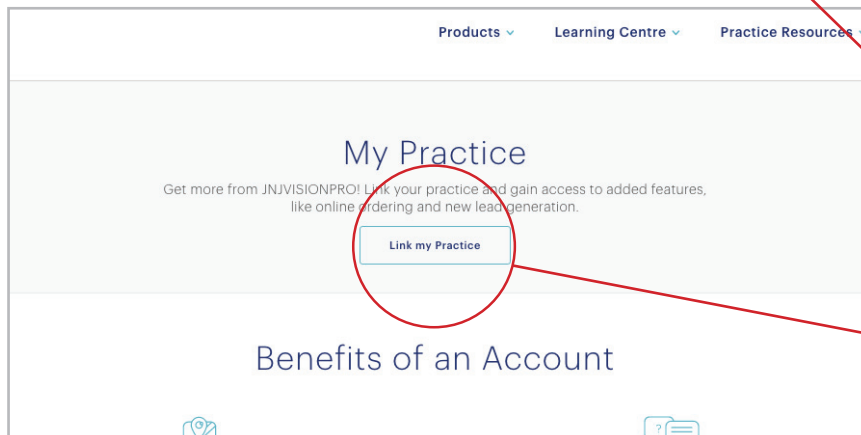 Products Learning Centre Practice Resources
My Practice
Get more from JNJVISIONPRO! Link your practice and gain access to added features,
like online ordering and new lead generation.
Link my Practice
Benefits of an Account
?